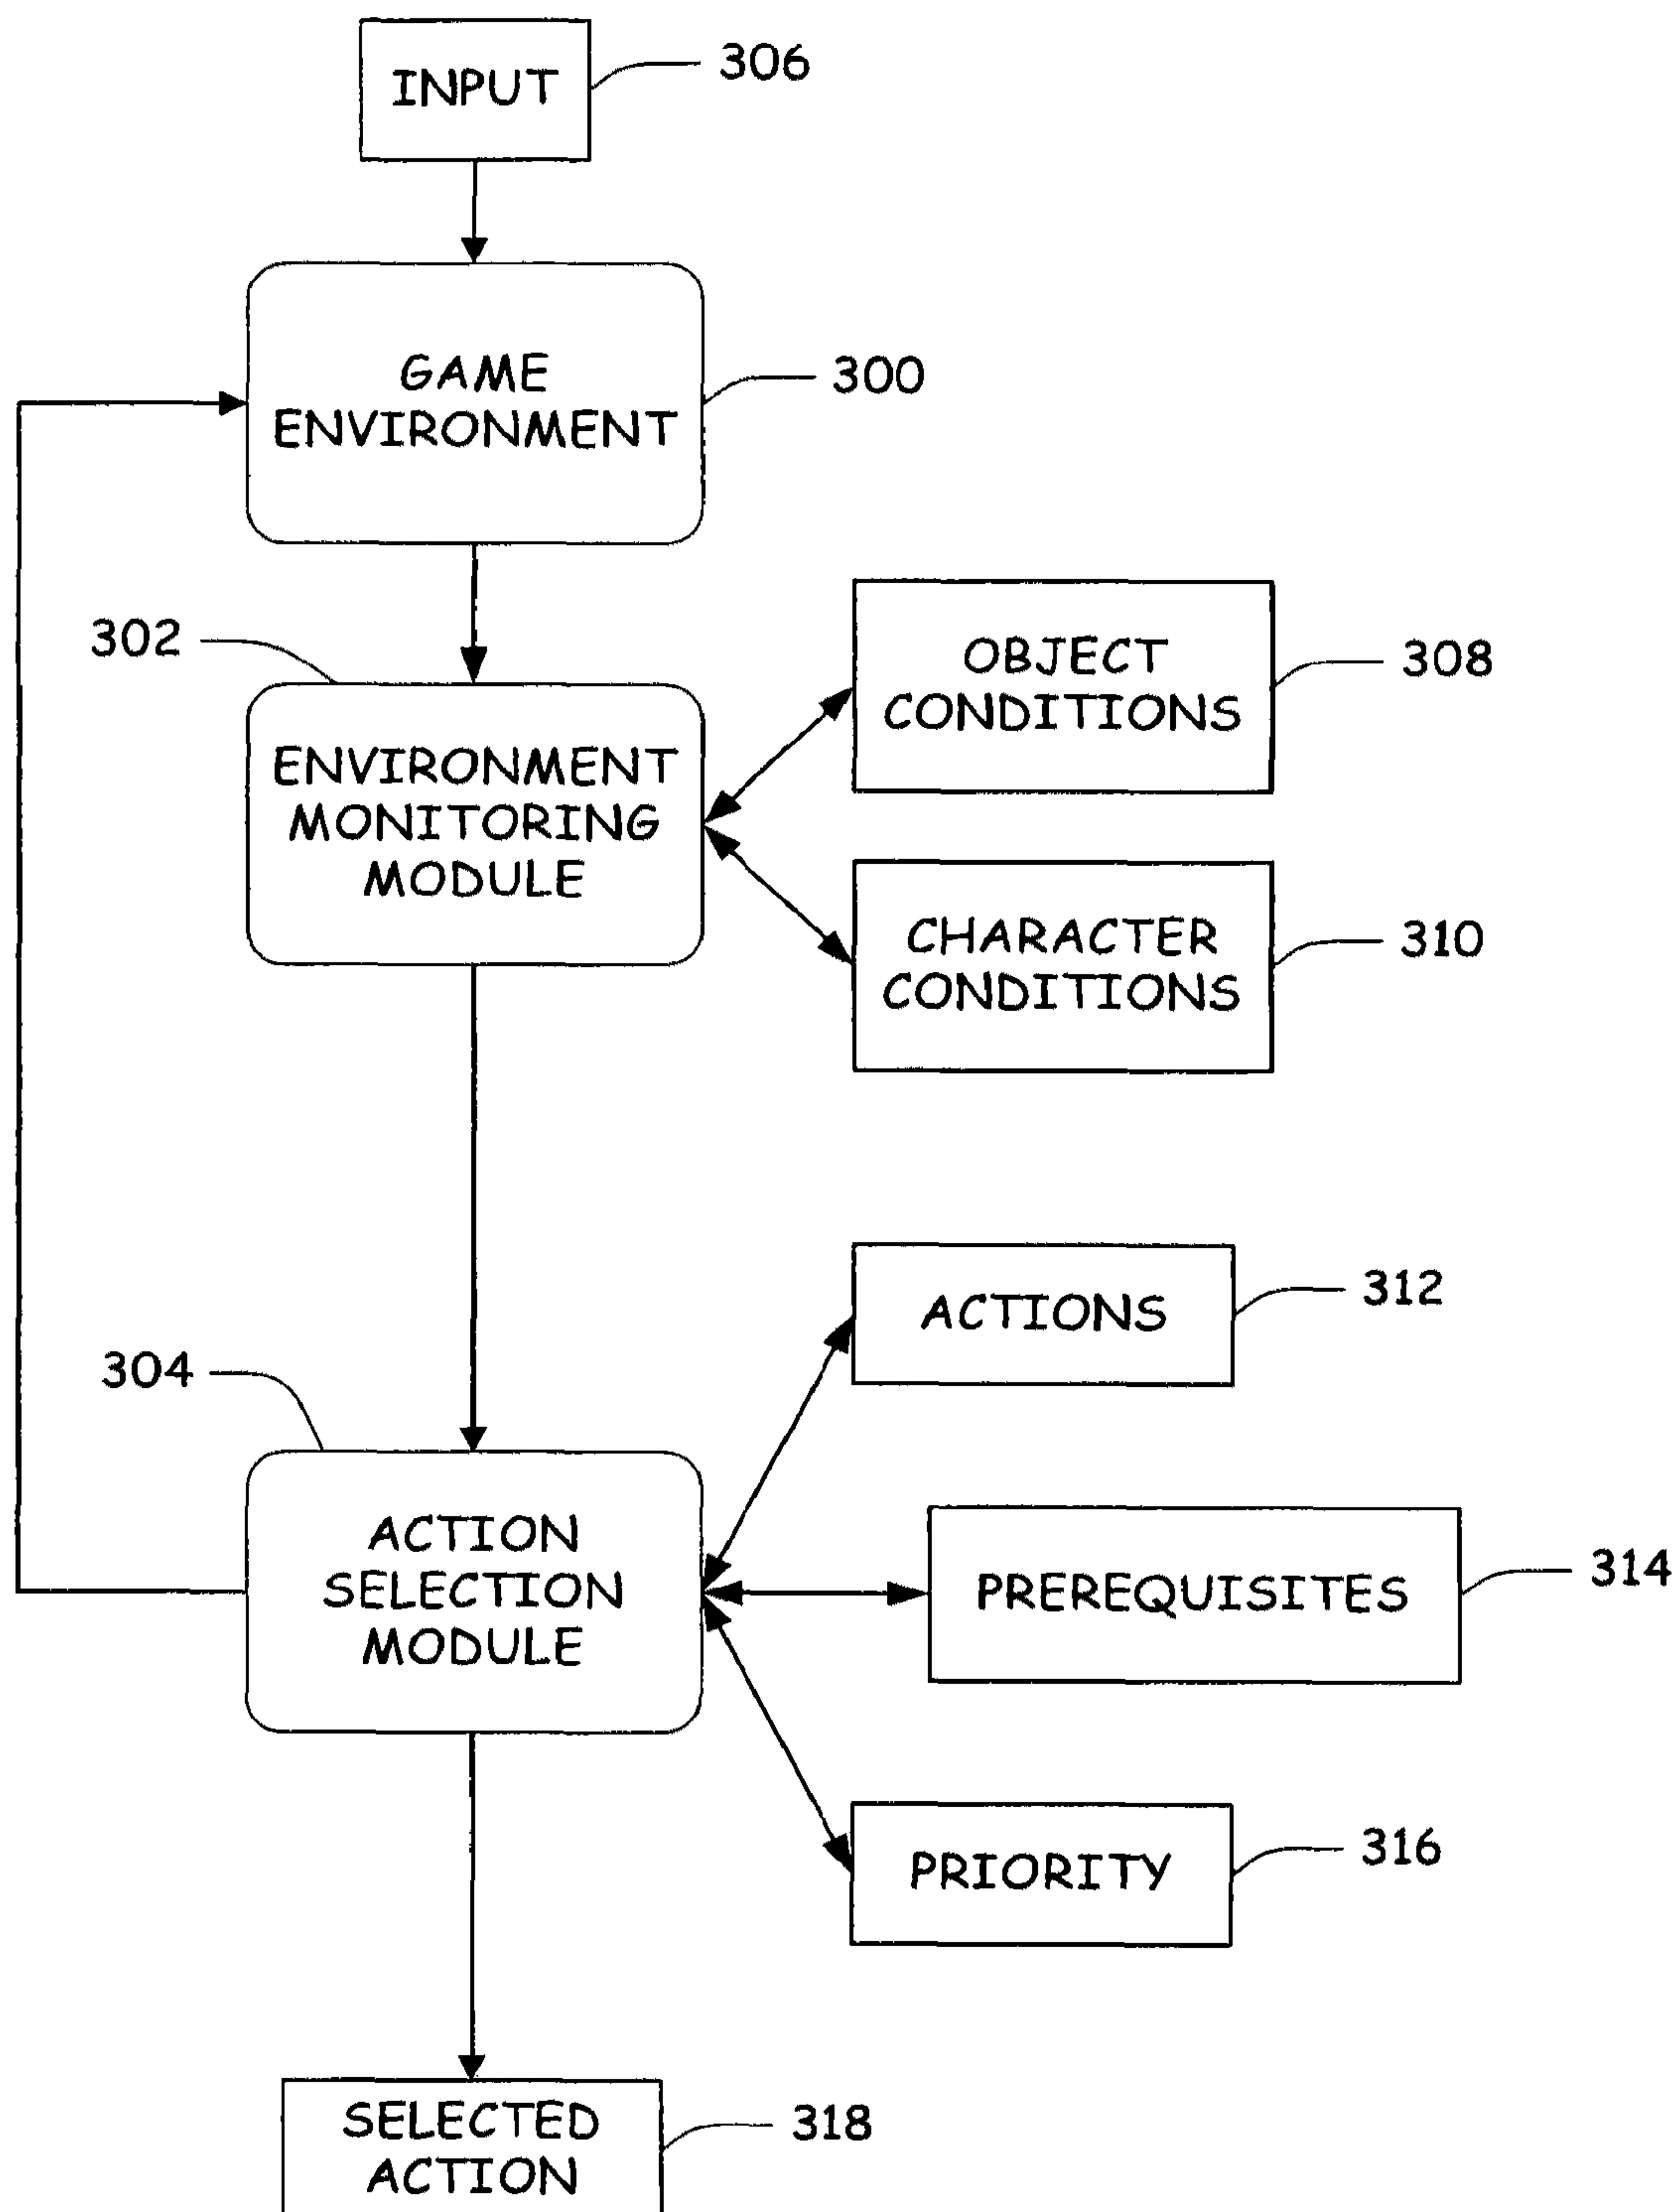 INPUT
306
GAME
ENVIRONMENT
300
302
ENVIRONMENT
MONITORING
MODULE
OBJECT
CONDITIONS
308
CHARACTER
CONDITIONS
310
304
ACTION
SELECTION
MODULE
ACTIONS
312
PREREQUISITES
314
PRIORITY
316
SELECTED
ACTION
318